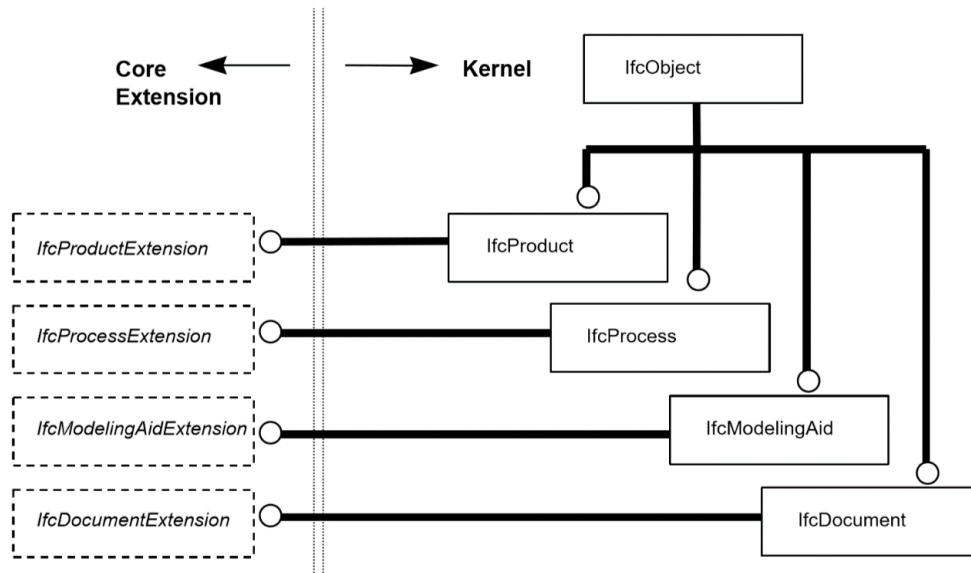 Core
Extension
Kernel
IfcObject
IfcProductExtension
IfcProduct
IfcProcessExtension
IfcProcess
IfcModelingAidExtension
IfcModelingAid
IfcDocumentExtension
IfcDocument